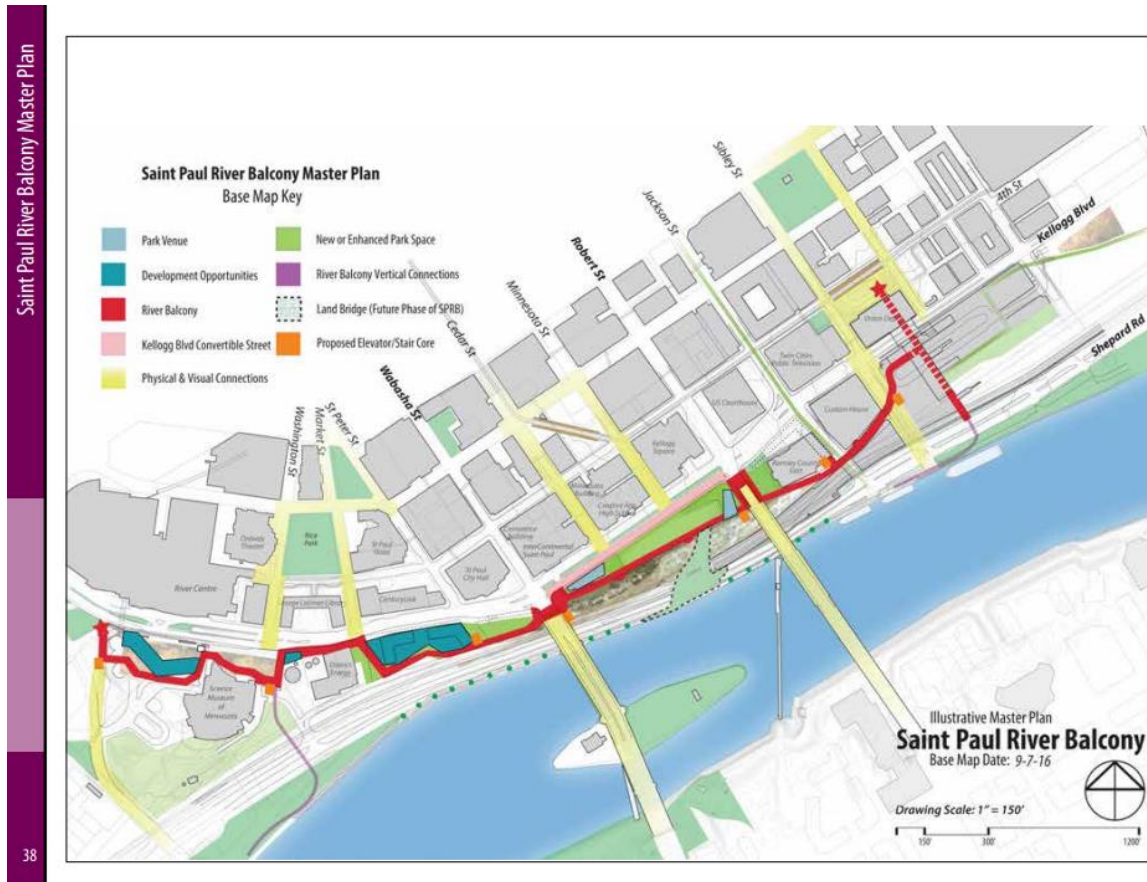 Saint Paul River Balcony Master Plan
38
Saint Paul River Balcony Master Plan
Base Map Key
Park Venue
Development Opportunities
River Balcony
Kellogg Blvd Convertible Street
Physical & Visual Connections
New or Enhanced Park Space
River Balcony Vertical Connections
Land Bridge (Future Phase of SPRB)
Proposed Elevator/Stair Core
Washington St
Market St
St Peter St
Wabasha St
Cedar St
Minnesota St
Robert St
Jackson St
Sibley St
4th St
Kellogg Blvd
Shepard Rd
River Centre
Ordway
Theater
Rice
Park
St Paul
Hotel
George Latimer Library
CenturyLink
St Paul
City Hall
InterContinental
Saint Paul
Kellogg
Square
US Courthouse
Twin Cities
Public Television
Custom House
Ramsey County
East
Science
Museum
of
Minnesota
District
Energy
Illustrative Master Plan
Saint Paul River Balcony
Base Map Date: 9-7-16
Drawing Scale: 1" = 150'
150'
300'
1200'